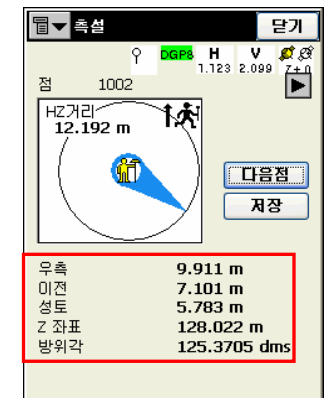 측설 닫기
DGPS H V
1.123 2.099 7+0
점 1002
HZ거리
12.192 m
다음점
저장
우측 9.911 m
이전 7.101 m
성토 5.783 m
Z 좌표 128.022 m
방위각 125.3705 dms